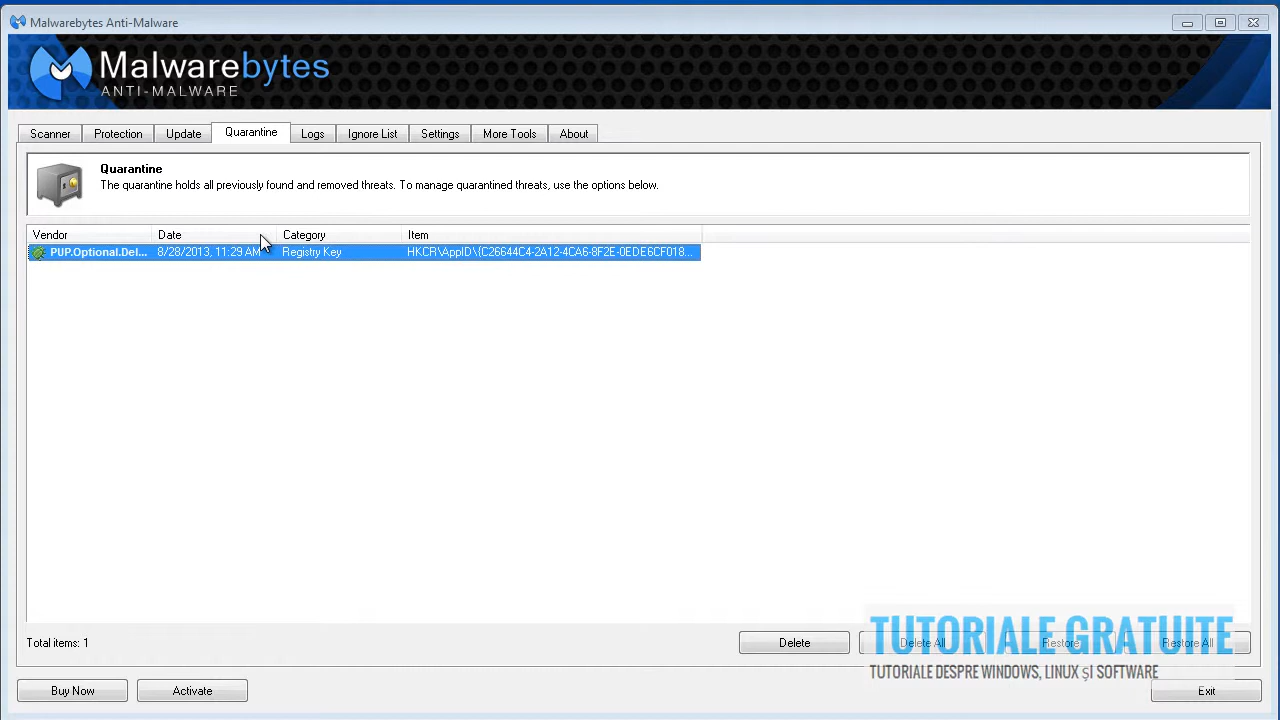 Malwarebytes Anti-Malware
Malwarebytes
ANTI-MALWARE
Scanner Protection Update Quarantine Logs Ignore List Settings More Tools About
Quarantine
The quarantine holds all previously found and removed threats. To manage quarantined threats, use the options below.
Vendor Date Category Item
PUP.Optional.Del... 8/28/2013, 11:29 AM Registry Key HKCR\AppID\{C26644C4-2A12-4CA6-8F2E-0EDE6CF018...
Total items: 1
Delete Delete All Restore Restore All
TUTORIALE GRATUITE
TUTORIALE DESPRE WINDOWS, LINUX ȘI SOFTWARE
Buy Now Activate Exit